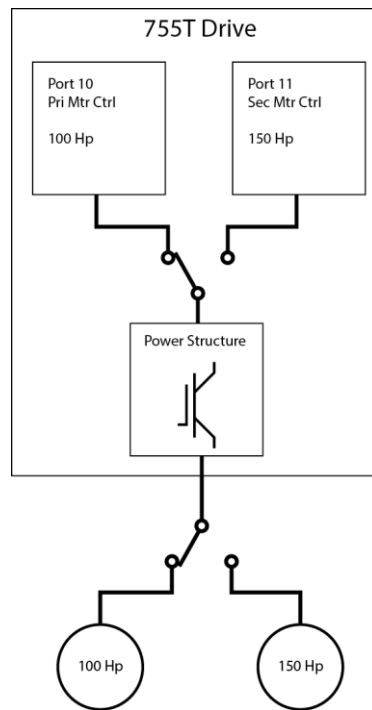 755T Drive
Port 10
Pri Mtr Ctrl
100 Hp
Port 11
Sec Mtr Ctrl
150 Hp
Power Structure
100 Hp
150 Hp